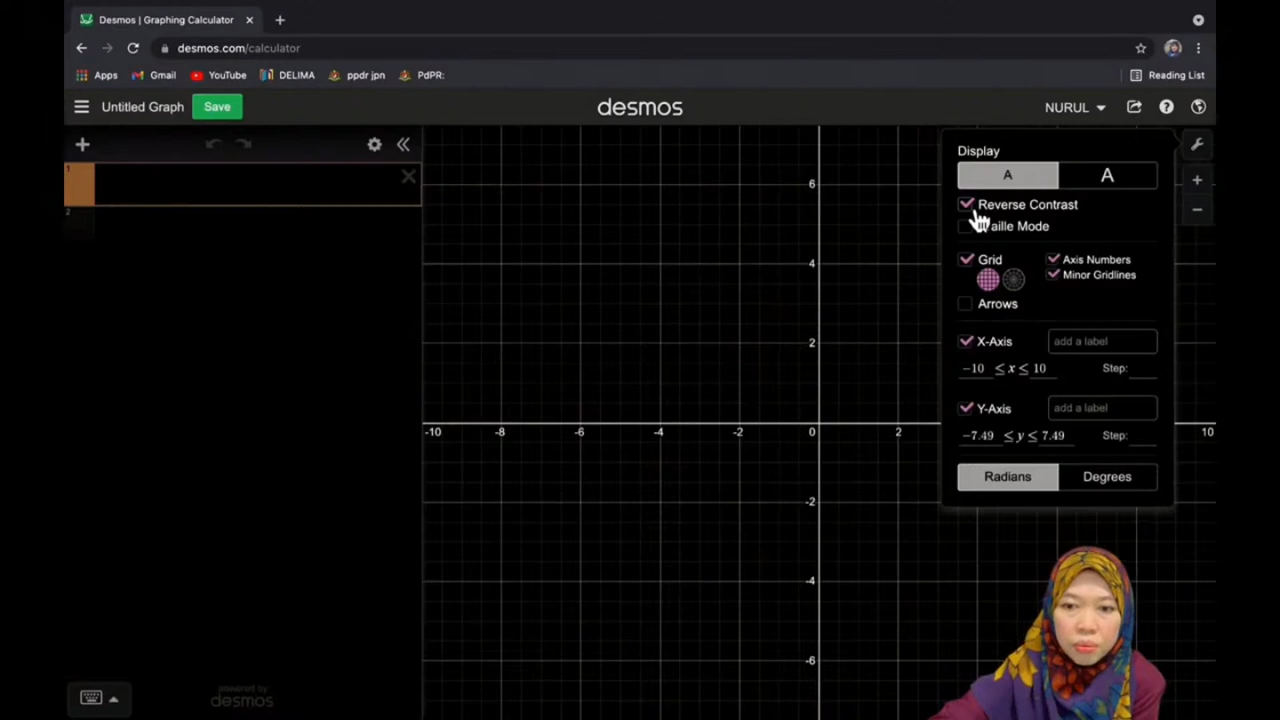 Desmos | Graphing Calculator
desmos.com/calculator
Apps Gmail YouTube DELIMA ppdr jpn PdPR: Reading List
Untitled Graph Save desmos NURUL
1
2
Display
A A
Reverse Contrast
aille Mode
Grid Axis Numbers
Minor Gridlines
Arrows
X-Axis add a label
−10 ≤ x ≤ 10 Step:
Y-Axis add a label
−7.49 ≤ y ≤ 7.49 Step:
Radians Degrees
6
4
2
-10 -8 -6 -4 -2 0 2 10
-2
-4
-6
powered by
desmos